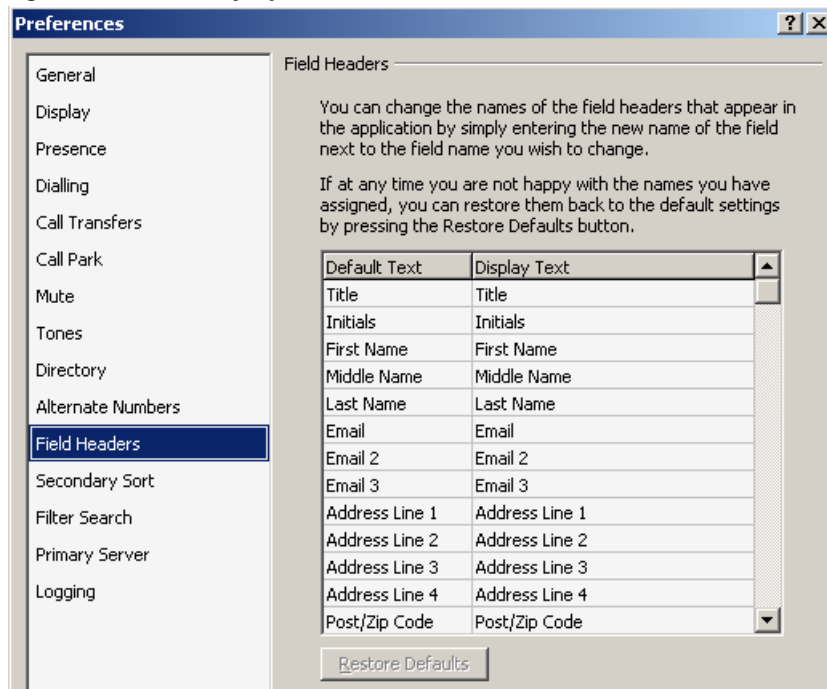 Preferences
General
Display
Presence
Dialling
Call Transfers
Call Park
Mute
Tones
Directory
Alternate Numbers
Field Headers
Secondary Sort
Filter Search
Primary Server
Logging
Field Headers
You can change the names of the field headers that appear in
the application by simply entering the new name of the field
next to the field name you wish to change.
If at any time you are not happy with the names you have
assigned, you can restore them back to the default settings
by pressing the Restore Defaults button.
Default Text Display Text
Title Title
Initials Initials
First Name First Name
Middle Name Middle Name
Last Name Last Name
Email Email
Email 2 Email 2
Email 3 Email 3
Address Line 1 Address Line 1
Address Line 2 Address Line 2
Address Line 3 Address Line 3
Address Line 4 Address Line 4
Post/Zip Code Post/Zip Code
Restore Defaults